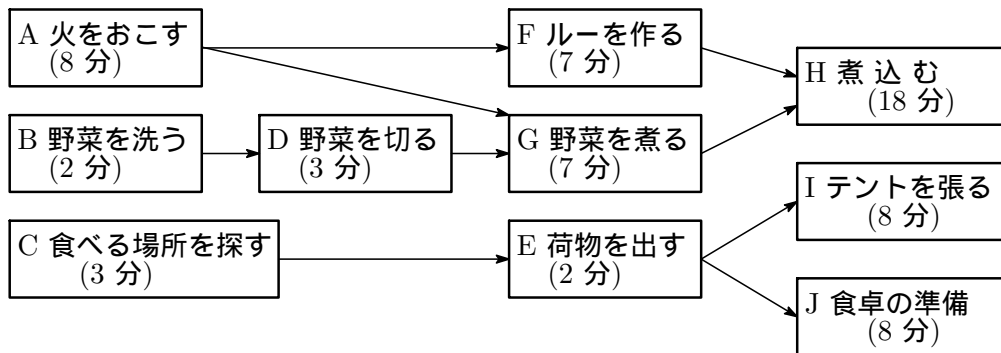 A 火をおこす
(8 分)
F ルーを作る
(7 分)
H 煮 込 む
(18 分)
B 野菜を洗う
(2 分)
D 野菜を切る
(3 分)
G 野菜を煮る
(7 分)
I テントを張る
(8 分)
C 食べる場所を探す
(3 分)
E 荷物を出す
(2 分)
J 食卓の準備
(8 分)